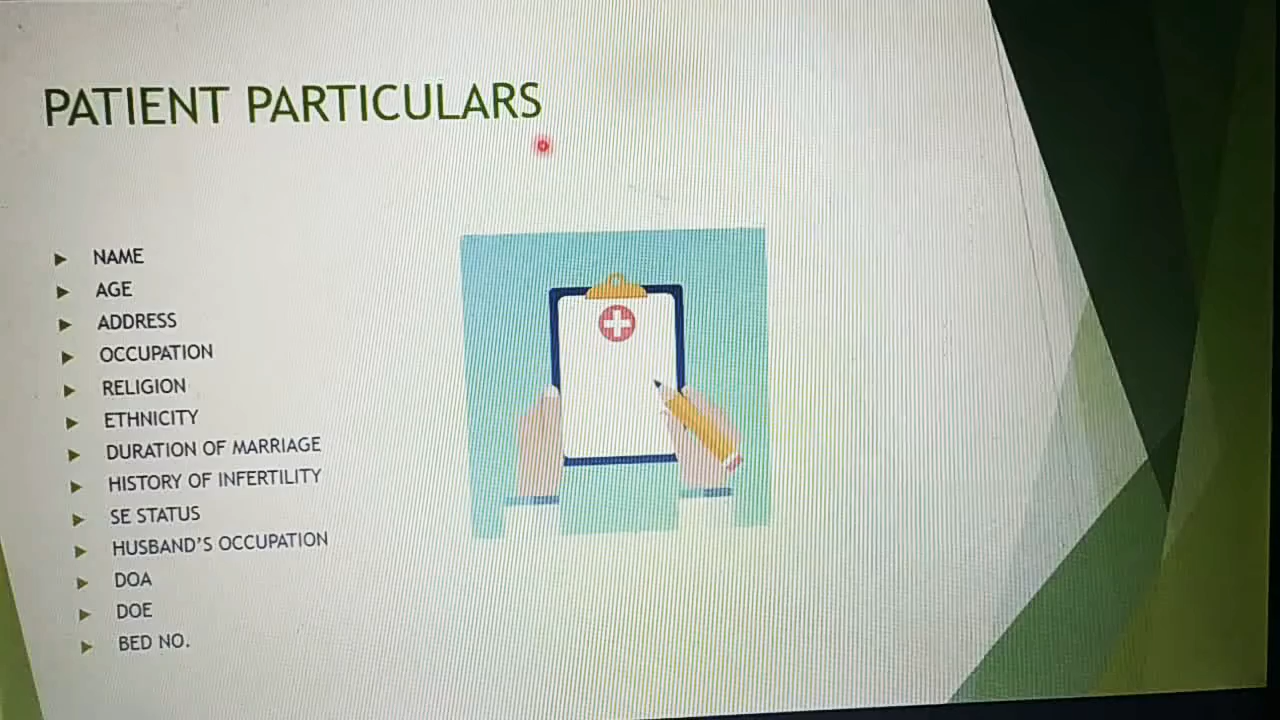 PATIENT PARTICULARS
NAME
AGE
ADDRESS
OCCUPATION
RELIGION
ETHNICITY
DURATION OF MARRIAGE
HISTORY OF INFERTILITY
SE STATUS
HUSBAND'S OCCUPATION
DOA
DOE
BED NO.